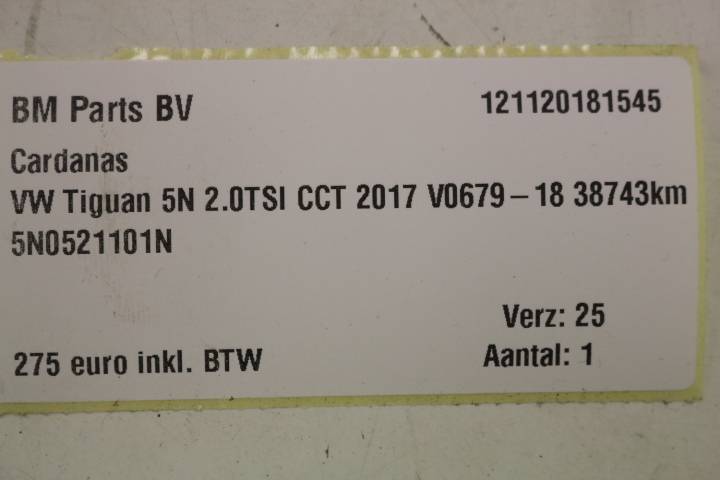 BM Parts BV 121120181545
Cardanas
VW Tiguan 5N 2.0TSI CCT 2017 V0679-18 38743km
5N0521101N
Verz: 25
275 euro inkl. BTW Aantal: 1